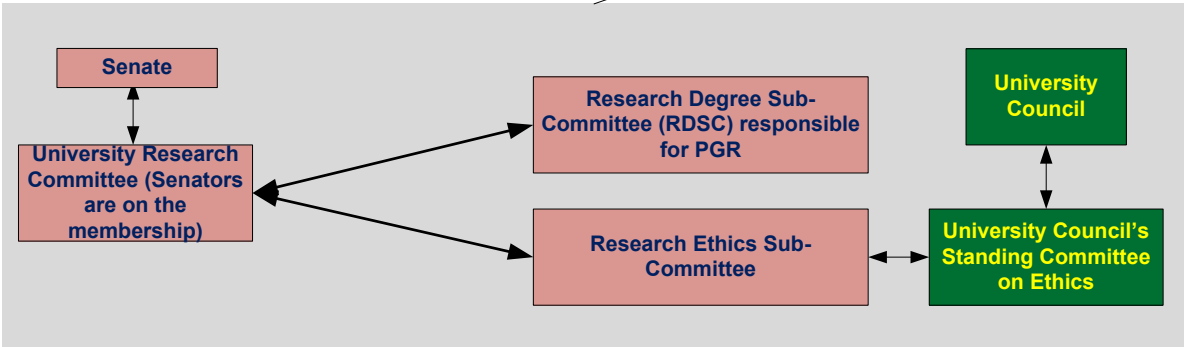 Senate
University Research
Committee (Senators
are on the
membership)
Research Degree Sub-
Committee (RDSC) responsible
for PGR
Research Ethics Sub-
Committee
University
Council
University Council's
Standing Committee
on Ethics